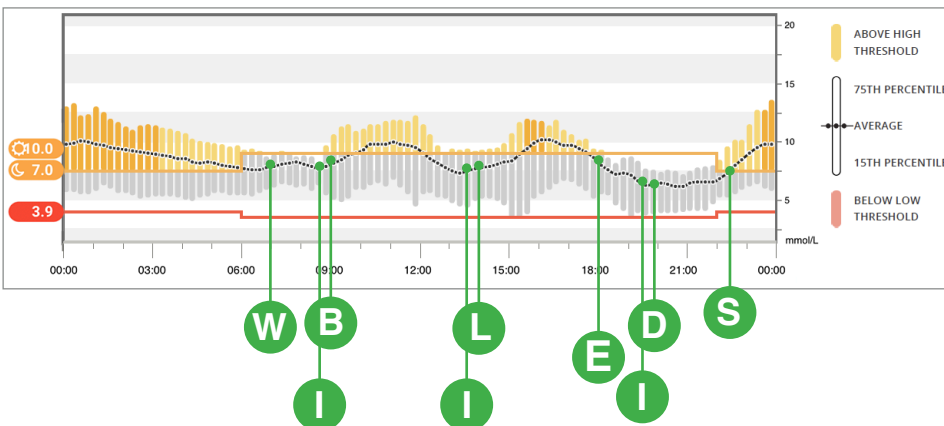 20
15
10
5
mmol/L
10.0
7.0
3.9
00:00 03:00 06:00 09:00 12:00 15:00 18:00 21:00 00:00
ABOVE HIGH
THRESHOLD
75TH PERCENTILE
AVERAGE
15TH PERCENTILE
BELOW LOW
THRESHOLD
W
B
L
E
D
S
I
I
I